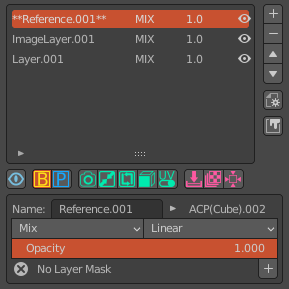 **Reference.001** MIX 1.0
ImageLayer.001 MIX 1.0
Layer.001 MIX 1.0
B P UV
Name: Reference.001 ACP(Cube).002
Mix Linear
Opacity 1.000
No Layer Mask